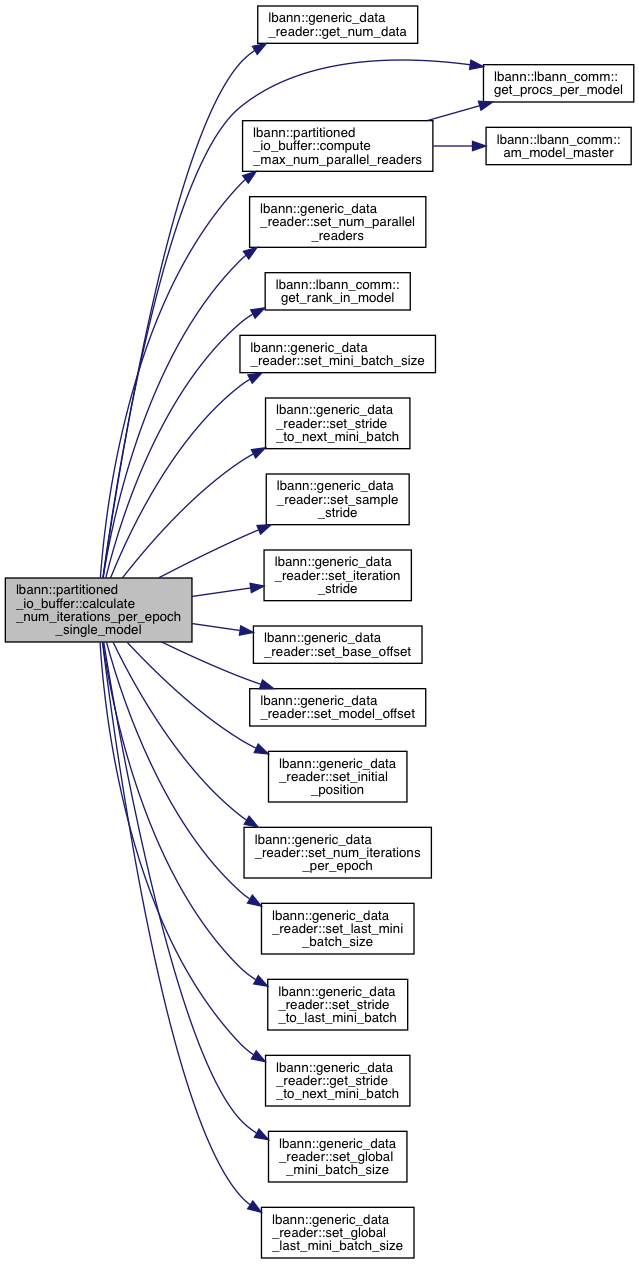 lbann::generic_data
_reader::get_num_data
lbann::lbann_comm::
get_procs_per_model
lbann::partitioned
_io_buffer::compute
_max_num_parallel_readers
lbann::lbann_comm::
am_model_master
lbann::generic_data
_reader::set_num_parallel
_readers
lbann::lbann_comm::
get_rank_in_model
lbann::generic_data
_reader::set_mini_batch_size
lbann::generic_data
_reader::set_stride
_to_next_mini_batch
lbann::generic_data
_reader::set_sample
_stride
lbann::generic_data
_reader::set_iteration
_stride
lbann::partitioned
_io_buffer::calculate
_num_iterations_per_epoch
_single_model
lbann::generic_data
_reader::set_base_offset
lbann::generic_data
_reader::set_model_offset
lbann::generic_data
_reader::set_initial
_position
lbann::generic_data
_reader::set_num_iterations
_per_epoch
lbann::generic_data
_reader::set_last_mini
_batch_size
lbann::generic_data
_reader::set_stride
_to_last_mini_batch
lbann::generic_data
_reader::get_stride
_to_next_mini_batch
lbann::generic_data
_reader::set_global
_mini_batch_size
lbann::generic_data
_reader::set_global
_last_mini_batch_size